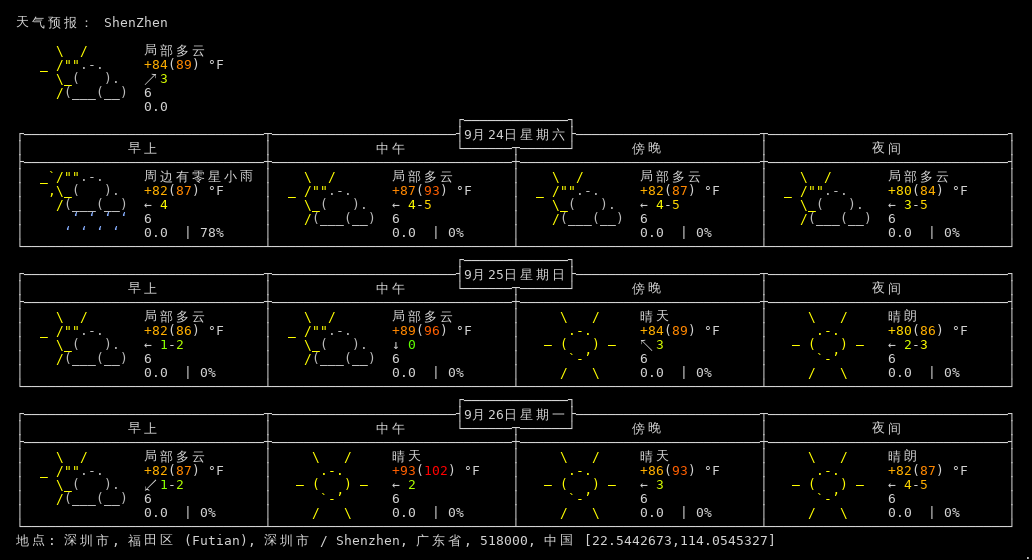 天气预报： ShenZhen
局部多云
+84(89) °F
↗3
6
0.0
9月24日星期六
早上 中午 傍晚 夜间
周边有零星小雨 局部多云 局部多云 局部多云
+82(87) °F +87(93) °F +82(87) °F +80(84) °F
← 4 ← 4-5 ← 4-5 ← 3-5
6 6 6 6
0.0 | 78% 0.0 | 0% 0.0 | 0% 0.0 | 0%
9月25日星期日
早上 中午 傍晚 夜间
局部多云 局部多云 晴天 晴朗
+82(86) °F +89(96) °F +84(89) °F +80(86) °F
← 1-2 ↓ 0 ↖3 ← 2-3
6 6 6 6
0.0 | 0% 0.0 | 0% 0.0 | 0% 0.0 | 0%
9月26日星期一
早上 中午 傍晚 夜间
局部多云 晴天 晴天 晴朗
+82(87) °F +93(102) °F +86(93) °F +82(87) °F
↙1-2 ← 2 ← 3 ← 4-5
6 6 6 6
0.0 | 0% 0.0 | 0% 0.0 | 0% 0.0 | 0%
地点: 深圳市, 福田区 (Futian), 深圳市 / Shenzhen, 广东省, 518000, 中国 [22.5442673,114.0545327]